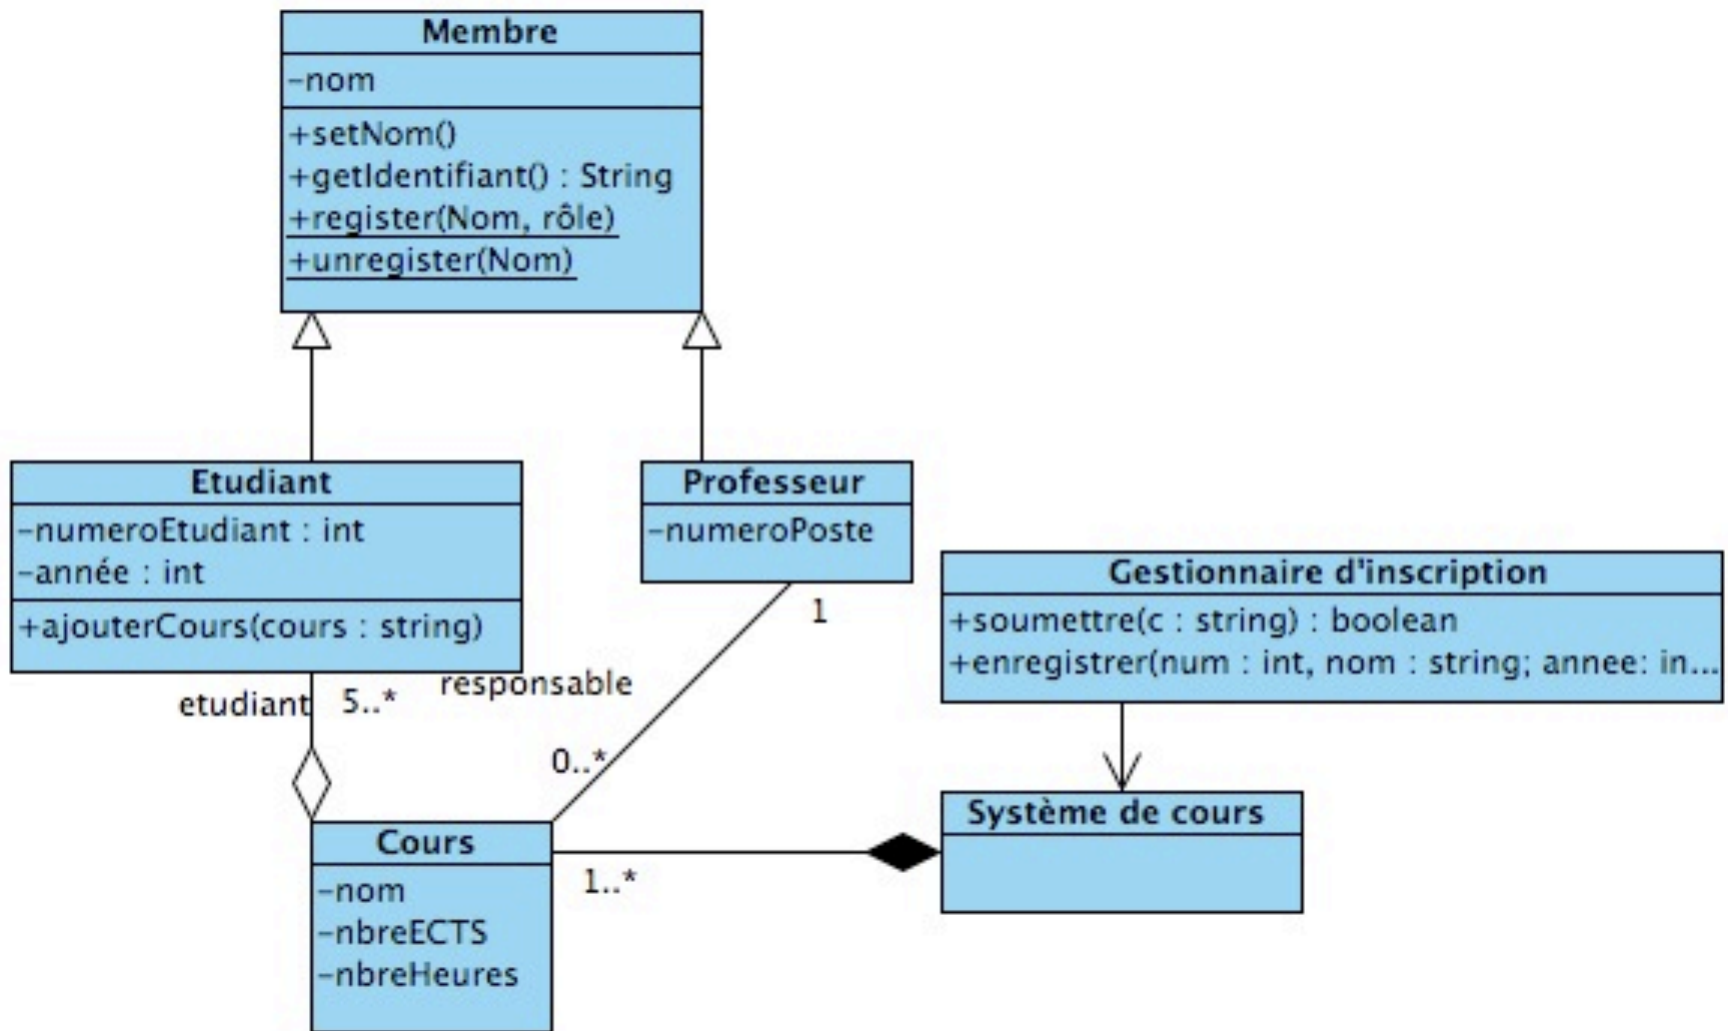 Membre
-nom
+setNom()
+getIdentifiant() : String
+register(Nom, rôle)
+unregister(Nom)
Etudiant
-numeroEtudiant : int
-année : int
+ajouterCours(cours : string)
Professeur
-numeroPoste
Gestionnaire d'inscription
+soumettre(c : string) : boolean
+enregistrer(num : int, nom : string; annee: in...
1
responsable
etudiant
5..*
0..*
Cours
-nom
-nbreECTS
-nbreHeures
1..*
Système de cours